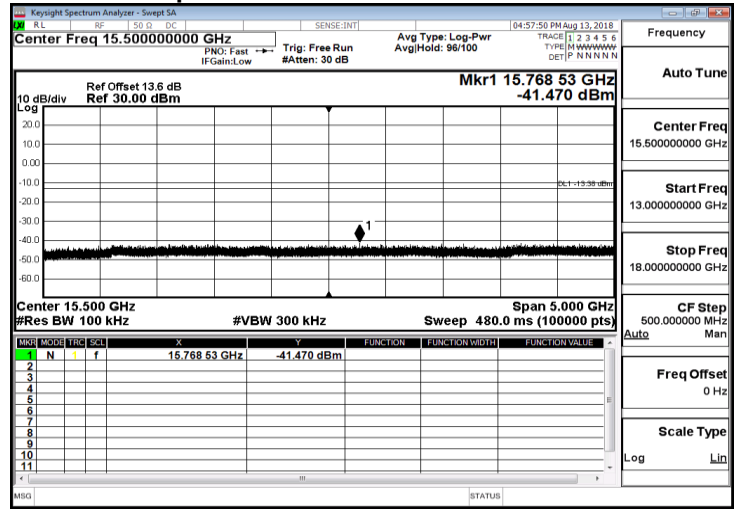 Keysight Spectrum Analyzer - Swept SA
LXI RL RF 50 Ω DC SENSE:INT 04:57:50 PM Aug 13, 2018
Center Freq 15.500000000 GHz
PNO: Fast
IFGain:Low
Trig: Free Run
#Atten: 30 dB
Avg Type: Log-Pwr
Avg|Hold: 96/100
TRACE 1 2 3 4 5 6
TYPE M WWWWW
DET P N N N N N
Ref Offset 13.6 dB
10 dB/div Ref 30.00 dBm
Log
Mkr1 15.768 53 GHz
-41.470 dBm
20.0
10.0
0.00
-10.0
DL1 -13.38 dBm
-20.0
-30.0
1
-40.0
-50.0
-60.0
Center 15.500 GHz Span 5.000 GHz
#Res BW 100 kHz #VBW 300 kHz Sweep 480.0 ms (100000 pts)
MKR MODE TRC SCL X Y FUNCTION FUNCTION WIDTH FUNCTION VALUE
1 N 1 f 15.768 53 GHz -41.470 dBm
2
3
4
5
6
7
8
9
10
11
MSG STATUS
Frequency
Auto Tune
Center Freq
15.500000000 GHz
Start Freq
13.000000000 GHz
Stop Freq
18.000000000 GHz
CF Step
500.000000 MHz
Auto Man
Freq Offset
0 Hz
Scale Type
Log Lin